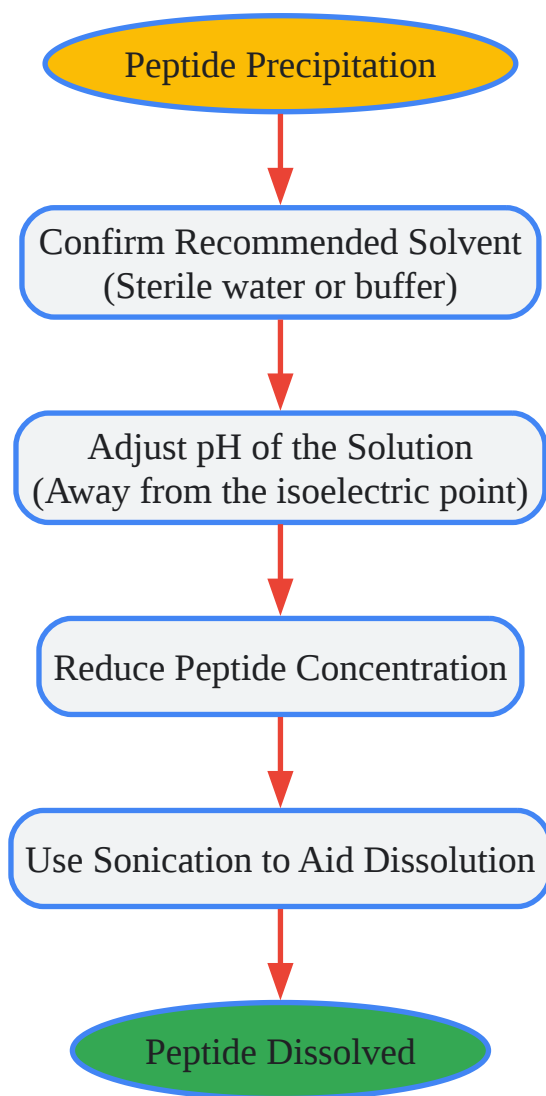 Peptide Precipitation
Confirm Recommended Solvent
(Sterile water or buffer)
Adjust pH of the Solution
(Away from the isoelectric point)
Reduce Peptide Concentration
Use Sonication to Aid Dissolution
Peptide Dissolved